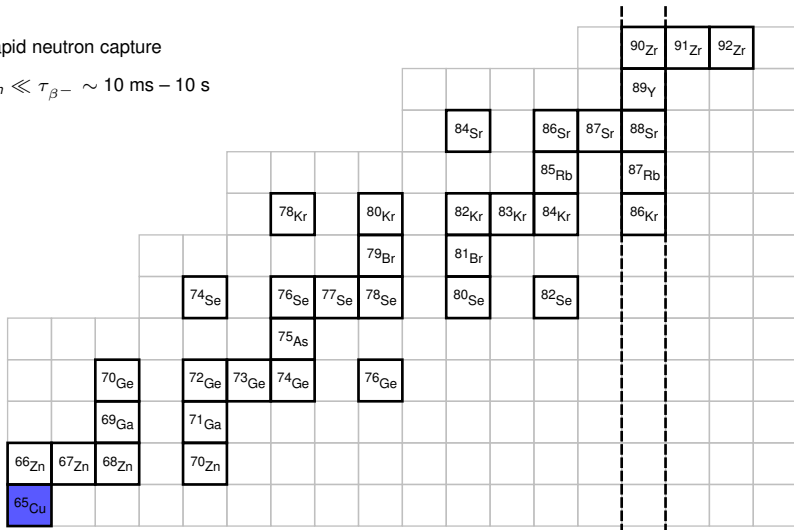 apid neutron capture
≪ τβ− ∼ 10 ms – 10 s
90Zr 91Zr 92Zr
89Y
84Sr 86Sr 87Sr 88Sr
85Rb 87Rb
78Kr 80Kr 82Kr 83Kr 84Kr 86Kr
79Br 81Br
74Se 76Se 77Se 78Se 80Se 82Se
75As
70Ge 72Ge 73Ge 74Ge 76Ge
69Ga 71Ga
66Zn 67Zn 68Zn 70Zn
65Cu